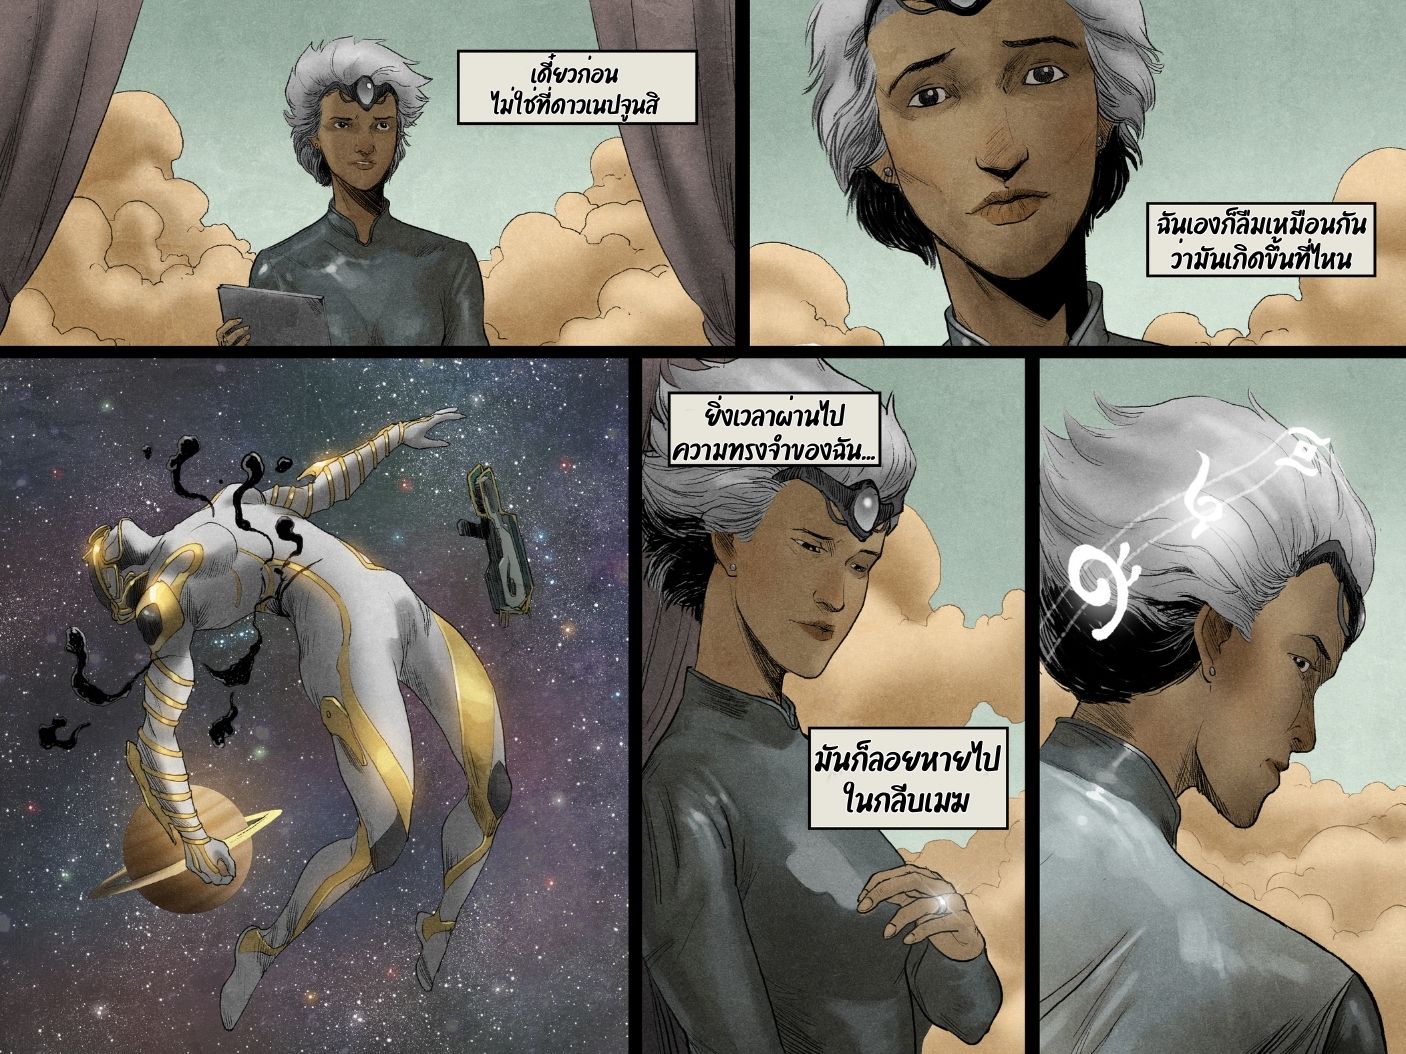 เดี๋ยวก่อน
ไม่ใช่ที่ดาวเนปจูนสิ
ฉันเองก็ลืมเหมือนกัน
ว่ามันเกิดขึ้นที่ไหน
ยิ่งเวลาผ่านไป
ความทรงจำของฉัน...
มันก็ลอยหายไป
ในกลีบเมฆ